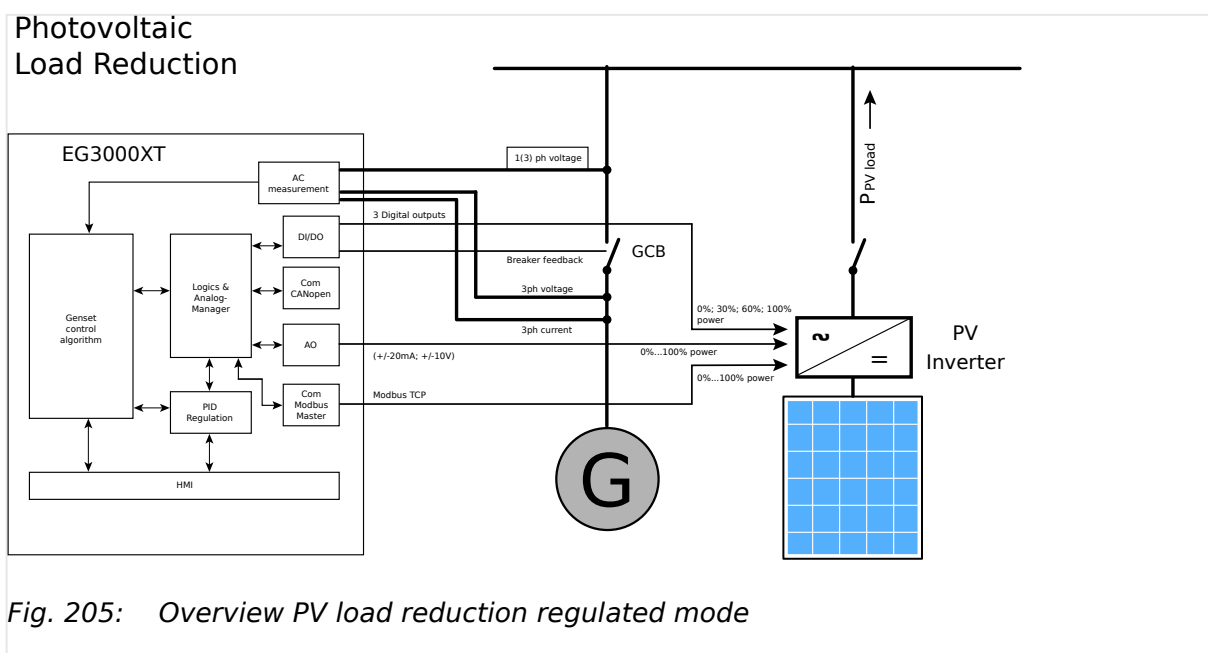 Photovoltaic
Load Reduction
EG3000XT
AC
measurement
1(3) ph voltage
P PV load
3 Digital outputs
DI/DO
Breaker feedback
GCB
Logics &
Analog-
Manager
Com
CANopen
3ph voltage
Genset
control
algorithm
0%; 30%; 60%; 100%
power
3ph current
AO
(+/-20mA; +/-10V)
0%...100% power
PV
Inverter
0%...100% power
Com
Modbus
Master
Modbus TCP
PID
Regulation
G
HMI
Fig. 205: Overview PV load reduction regulated mode